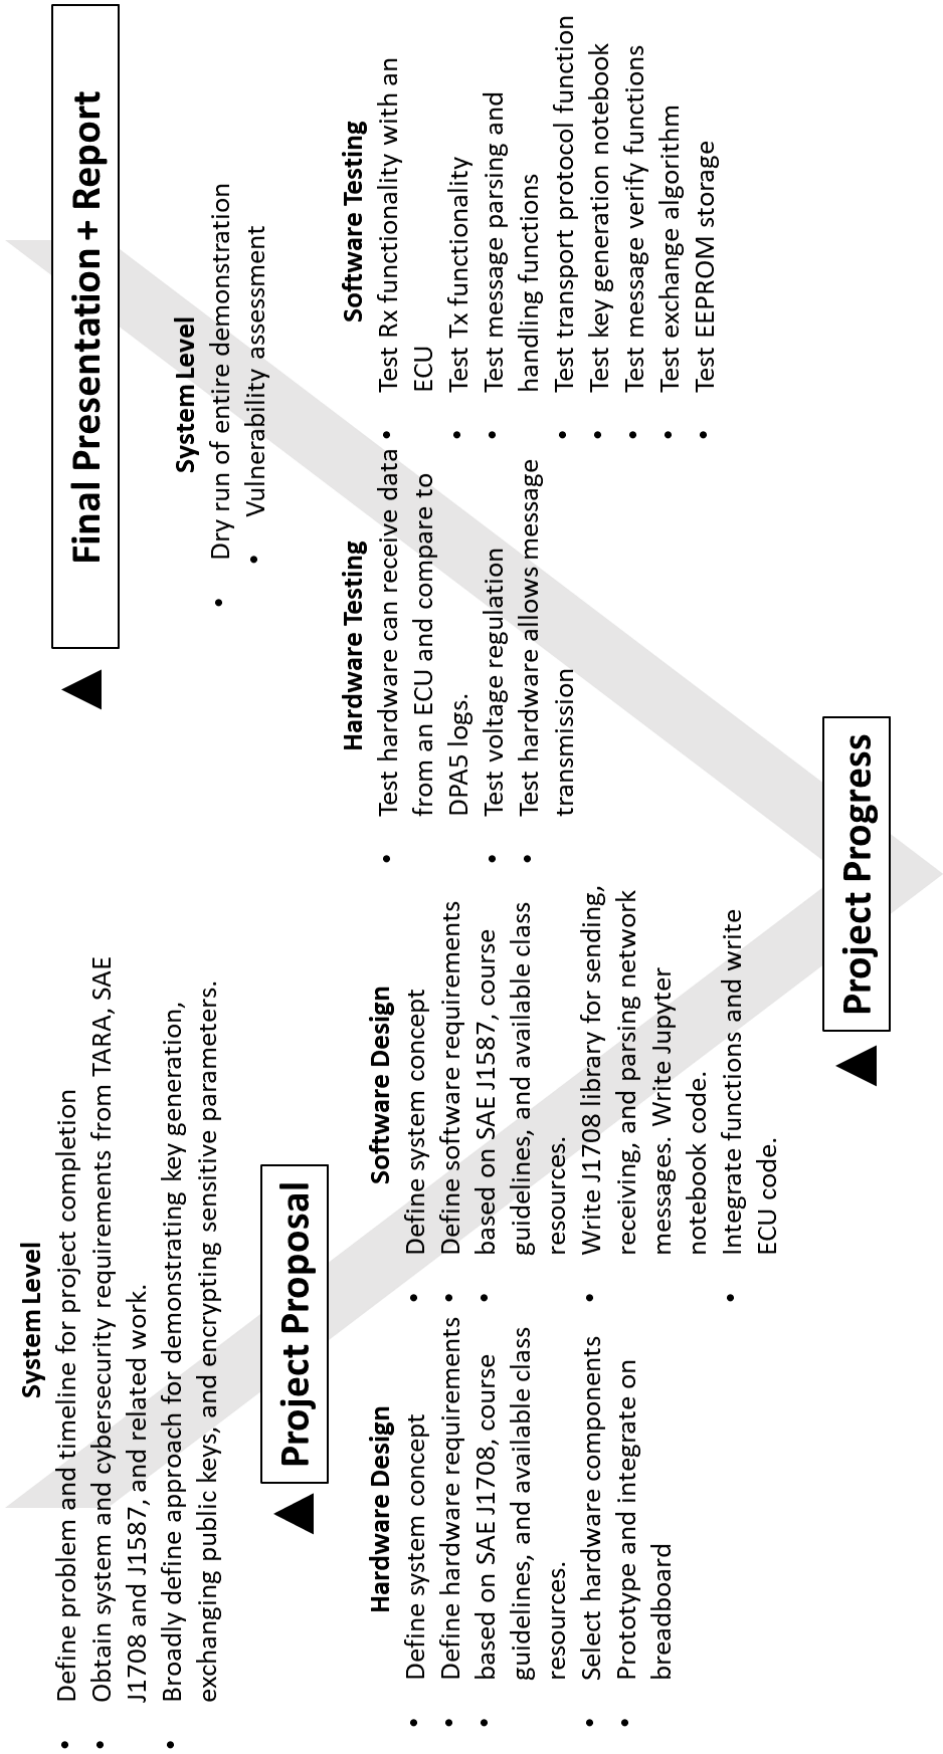 System Level
• Define problem and timeline for project completion
• Obtain system and cybersecurity requirements from TARA, SAE
J1708 and J1587, and related work.
• Broadly define approach for demonstrating key generation,
exchanging public keys, and encrypting sensitive parameters.
▲ Project Proposal
Hardware Design
• Define system concept
• Define hardware requirements
• based on SAE J1708, course
guidelines, and available class
resources.
• Select hardware components
• Prototype and integrate on
breadboard
Software Design
• Define system concept
• Define software requirements
• based on SAE J1587, course
guidelines, and available class
resources.
• Write J1708 library for sending,
receiving, and parsing network
messages. Write Jupyter
notebook code.
• Integrate functions and write
ECU code.
▲ Project Progress
Hardware Testing
• Test hardware can receive data
from an ECU and compare to
DPA5 logs.
• Test voltage regulation
• Test hardware allows message
transmission
Software Testing
• Test Rx functionality with an
ECU
• Test Tx functionality
• Test message parsing and
handling functions
• Test transport protocol function
• Test key generation notebook
• Test message verify functions
• Test exchange algorithm
• Test EEPROM storage
System Level
• Dry run of entire demonstration
• Vulnerability assessment
▲ Final Presentation + Report